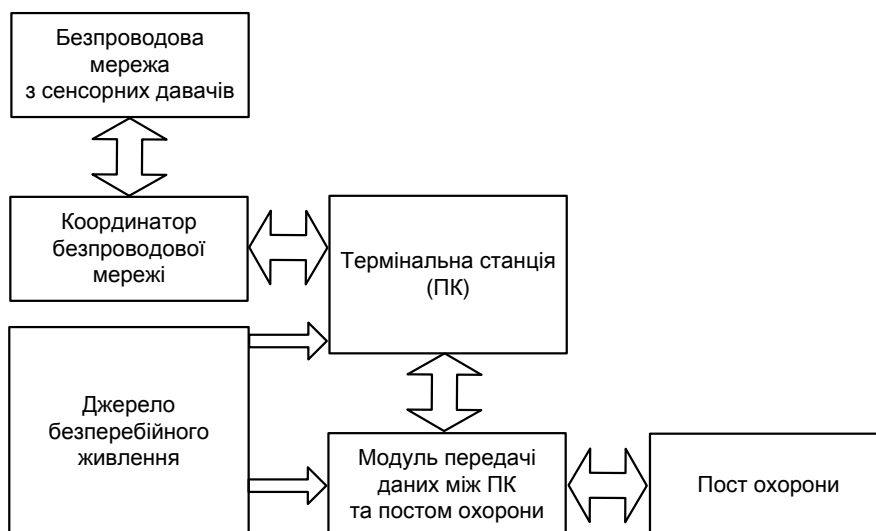 Безпроводова
мережа
з сенсорних давачів
Координатор
безпроводової
мережі
Термінальна станція
(ПК)
Джерело
безперебійного
живлення
Модуль передачі
даних між ПК
та постом охорони
Пост охорони